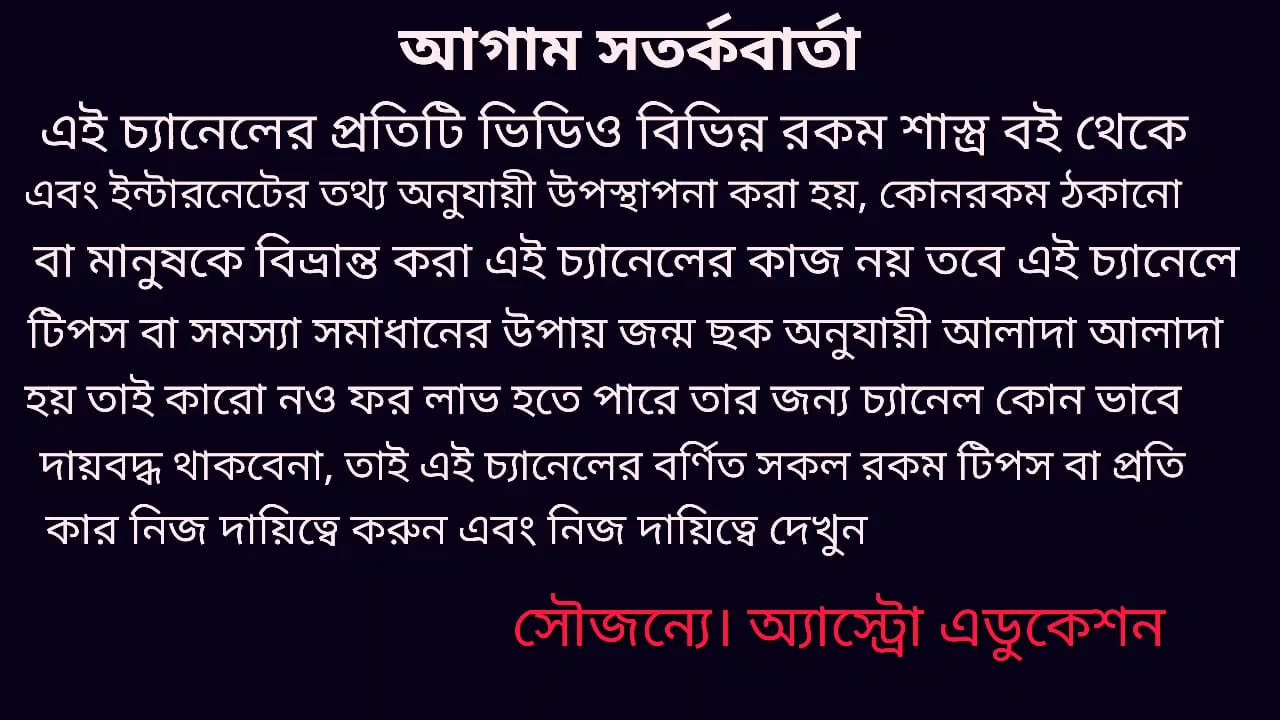 আগাম সতর্কবার্তা
এই চ্যানেলের প্রতিটি ভিডিও বিভিন্ন রকম শাস্ত্র বই থেকে
এবং ইন্টারনেটের তথ্য অনুযায়ী উপস্থাপনা করা হয়, কোনরকম ঠকানো
বা মানুষকে বিভ্রান্ত করা এই চ্যানেলের কাজ নয় তবে এই চ্যানেলে
টিপস বা সমস্যা সমাধানের উপায় জন্ম ছক অনুযায়ী আলাদা আলাদা
হয় তাই কারো নও ফর লাভ হতে পারে তার জন্য চ্যানেল কোন ভাবে
দায়বদ্ধ থাকবেনা, তাই এই চ্যানেলের বর্ণিত সকল রকম টিপস বা প্রতি
কার নিজ দায়িত্বে করুন এবং নিজ দায়িত্বে দেখুন
সৌজন্যে। অ্যাস্ট্রো এডুকেশন